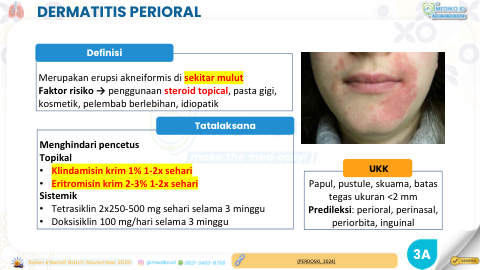 DERMATITIS PERIORAL
Definisi
Merupakan erupsi akneiformis di sekitar mulut
Faktor risiko → penggunaan steroid topical, pasta gigi,
kosmetik, pelembab berlebihan, idiopatik
Tatalaksana
Menghindari pencetus
Topikal
• Klindamisin krim 1% 1-2x sehari
• Eritromisin krim 2-3% 1-2x sehari
Sistemik
• Tetrasiklin 2x250-500 mg sehari selama 3 minggu
• Doksisiklin 100 mg/hari selama 3 minggu
UKK
Papul, pustule, skuama, batas
tegas ukuran <2 mm
Predileksi: perioral, perinasal,
periorbita, inguinal
(PERDOSKI, 2024)
3A